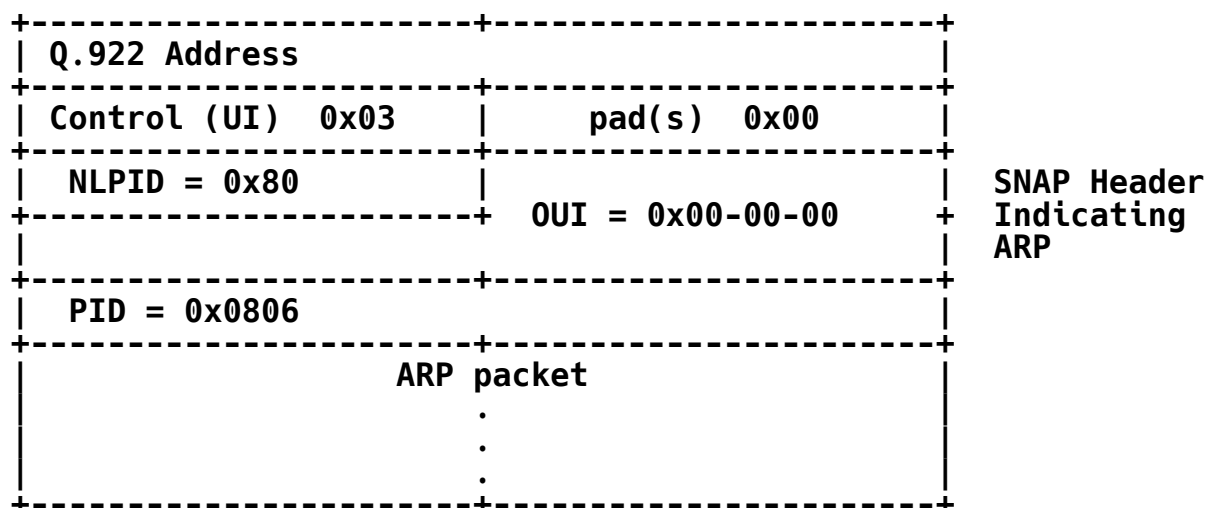 +-----------------------+-----------------------+
| Q.922 Address                                 |
+-----------------------+-----------------------+
| Control (UI)  0x03    |     pad(s)  0x00      |
+-----------------------+-----------------------+
|  NLPID = 0x80         |                       |  SNAP Header
+-----------------------+  OUI = 0x00-00-00     +  Indicating
|                                               |  ARP
+-----------------------+-----------------------+
|  PID = 0x0806                                 |
+-----------------------+-----------------------+
|                   ARP packet                  |
|                       .                       |
|                       .                       |
|                       .                       |
+-----------------------+-----------------------+